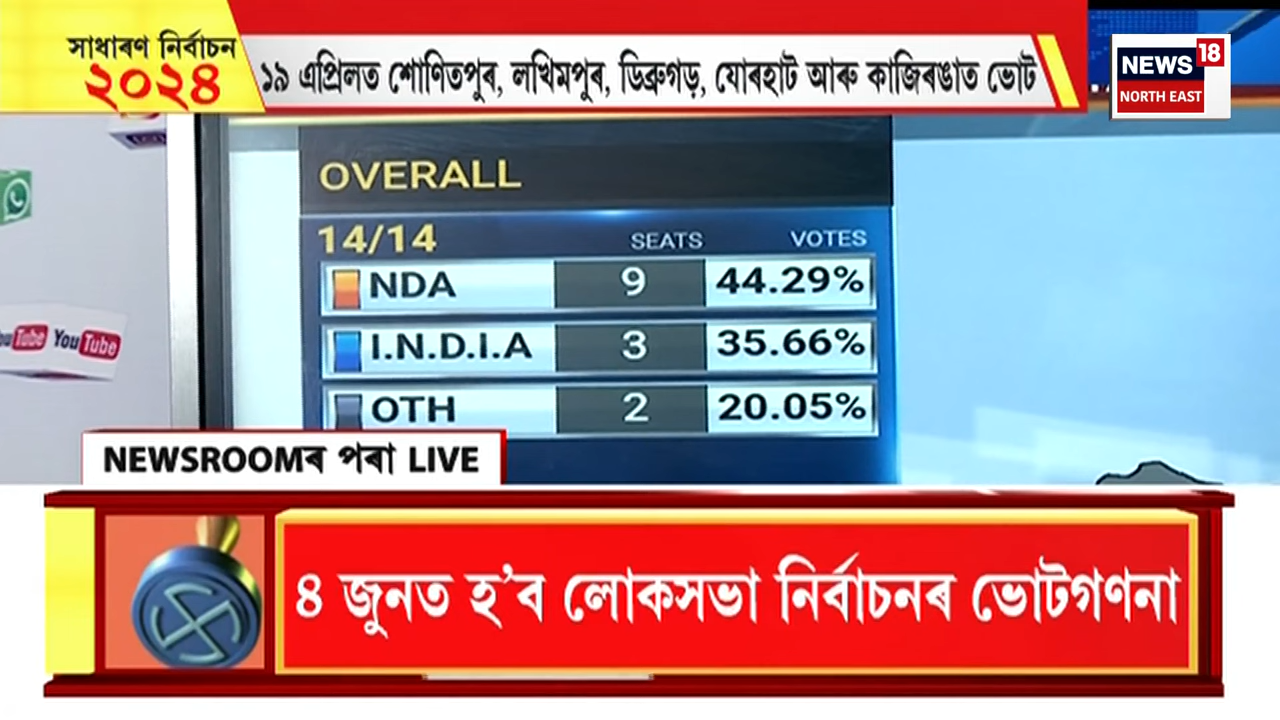 সাধাৰণ নিৰ্বাচন
২০২৪
১৯ এপ্ৰিলত শোণিতপুৰ, লখিমপুৰ, ডিব্ৰুগড়, যোৰহাট আৰু কাজিৰঙাত ভোট
NEWS 18
NORTH EAST
OVERALL
14/14 SEATS VOTES
NDA 9 44.29%
I.N.D.I.A 3 35.66%
OTH 2 20.05%
YouTube
NEWSROOMৰ পৰা LIVE
৪ জুনত হ'ব লোকসভা নিৰ্বাচনৰ ভোটগণনা